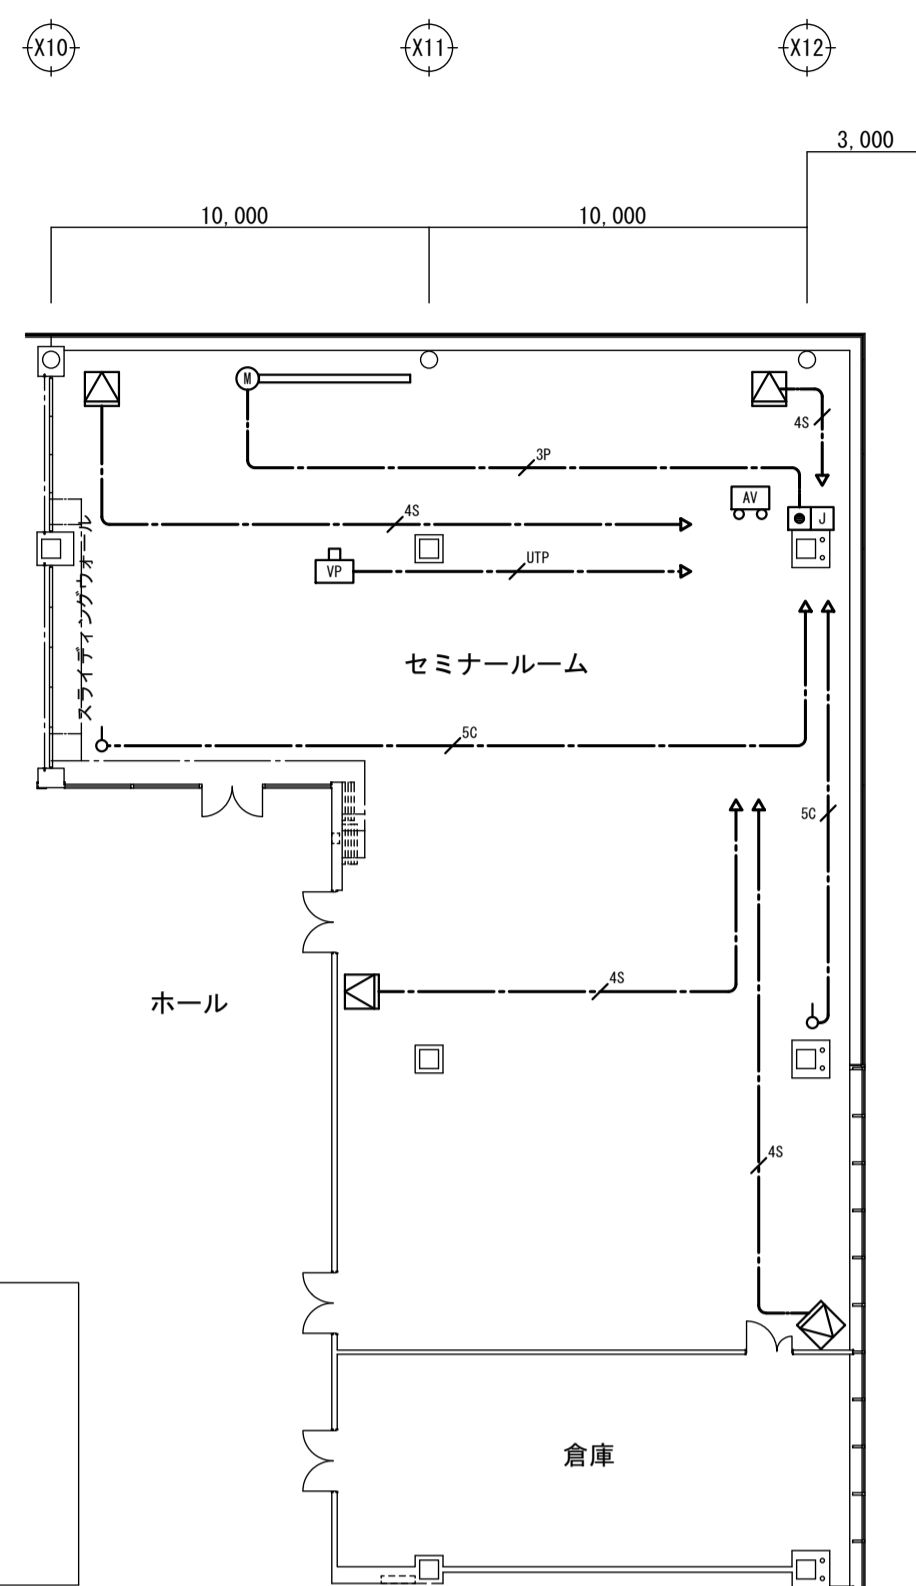 X10
X11
X12
3,000
10,000
10,000
M
4S
3P
AV
4S
J
UTP
VP
スライディングウォール
セミナールーム
5C
5C
4S
ホール
4S
倉庫